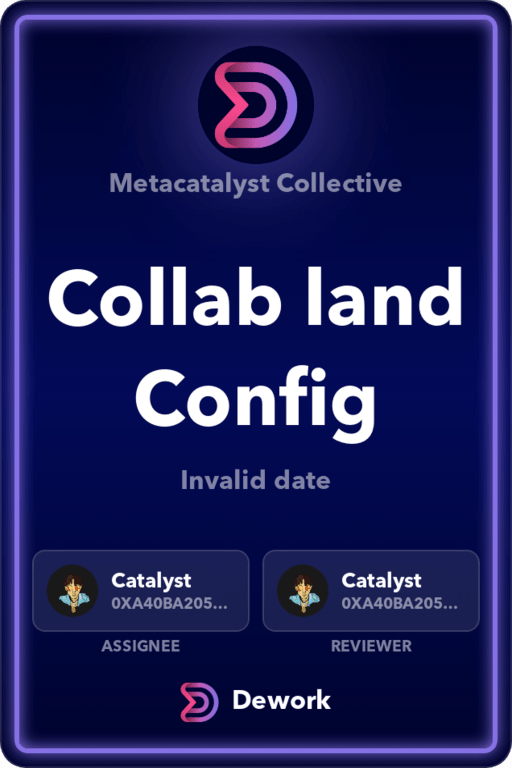 Metacatalyst Collective
Collab land
Config
Invalid date
Catalyst
0XA40BA205...
ASSIGNEE
Catalyst
0XA40BA205...
REVIEWER
Dework